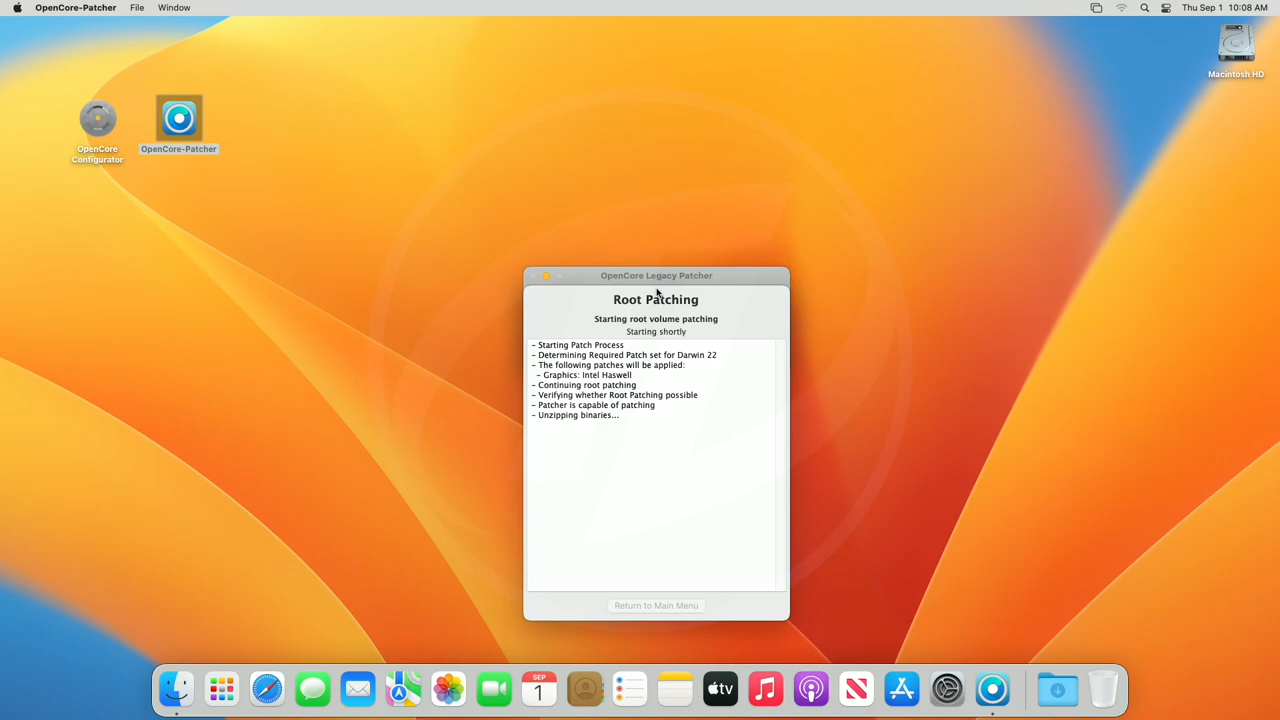 OpenCore-Patcher File Window Thu Sep 1 10:08 AM
Macintosh HD
OpenCore
Configurator
OpenCore-Patcher
OpenCore Legacy Patcher
Root Patching
Starting root volume patching
Starting shortly
- Starting Patch Process
- Determining Required Patch set for Darwin 22
- The following patches will be applied:
- Graphics: Intel Haswell
- Continuing root patching
- Verifying whether Root Patching possible
- Patcher is capable of patching
- Unzipping binaries...
Return to Main Menu
SEP
1
tv